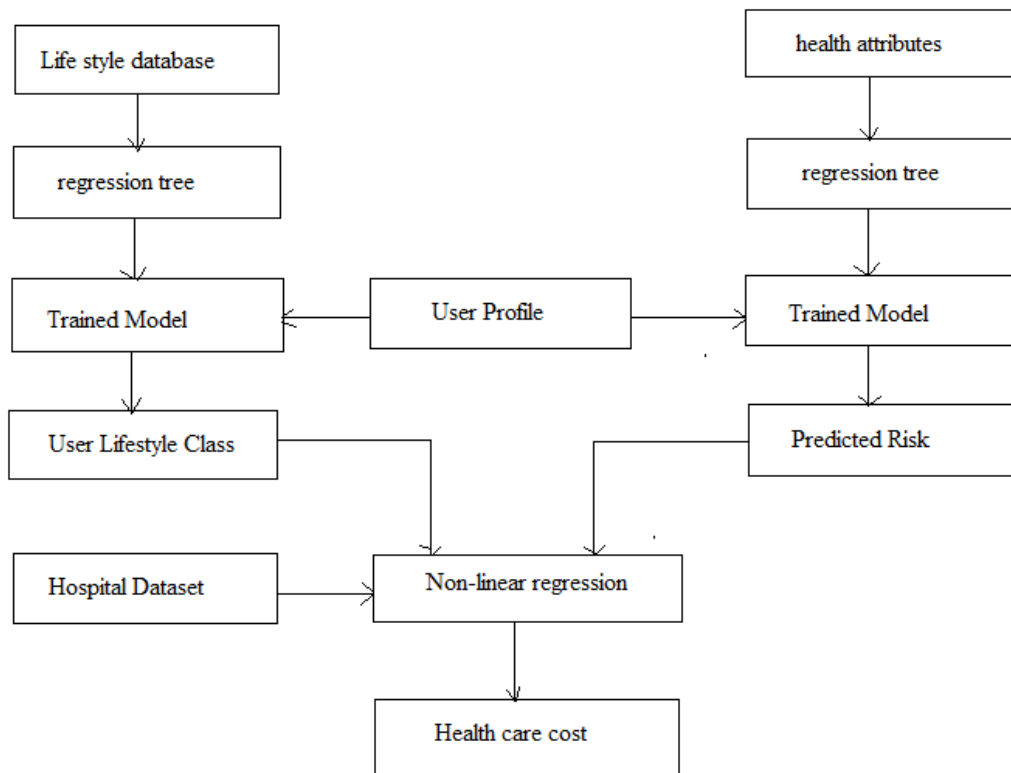 Life style database
health attributes
regression tree
regression tree
Trained Model
User Profile
Trained Model
User Lifestyle Class
Predicted Risk
Hospital Dataset
Non-linear regression
Health care cost